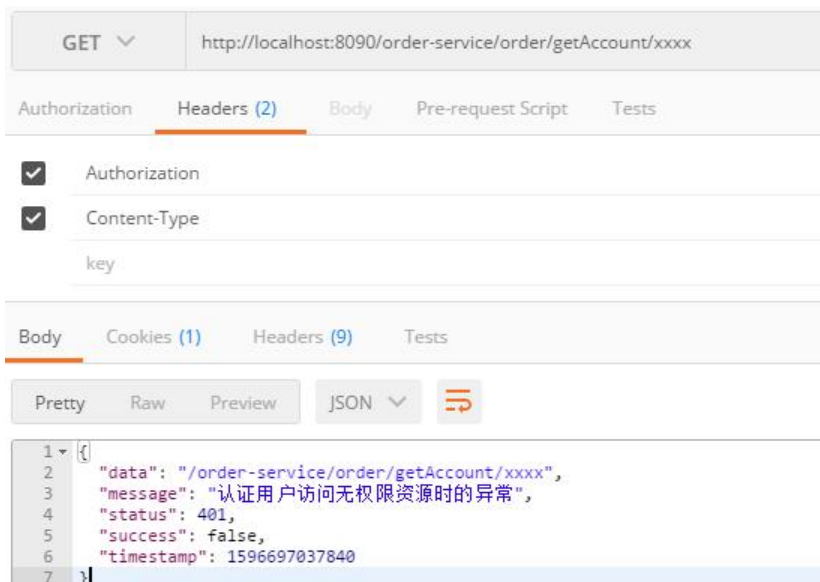 GET http://localhost:8090/order-service/order/getAccount/xxxx
Authorization Headers (2) Body Pre-request Script Tests
Authorization
Content-Type
key
Body Cookies (1) Headers (9) Tests
Pretty Raw Preview JSON
1 {
2 "data": "/order-service/order/getAccount/xxxx",
3 "message": "认证用户访问无权限资源时的异常",
4 "status": 401,
5 "success": false,
6 "timestamp": 1596697037840
7 }